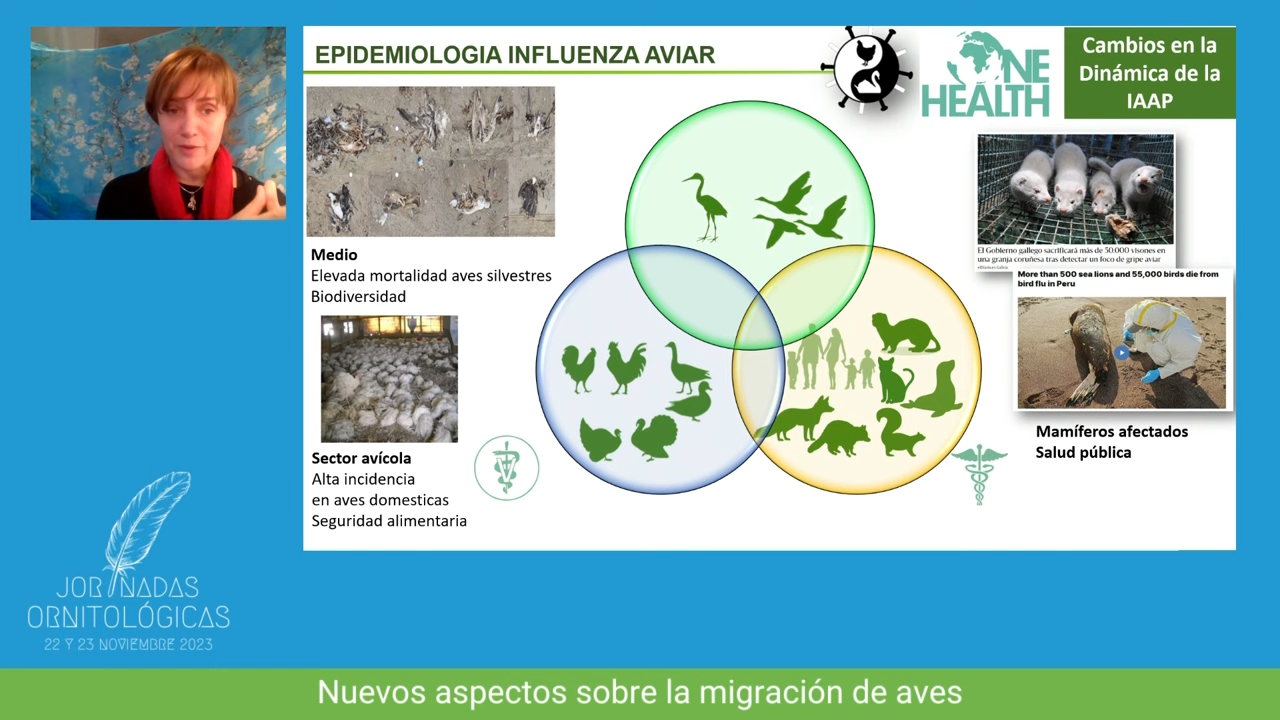 EPIDEMIOLOGIA INFLUENZA AVIAR
ONE
HEALTH
Cambios en la
Dinámica de la
IAAP
Medio
Elevada mortalidad aves silvestres
Biodiversidad
El Gobierno gallego sacrificará más de 50.000 visones en
una granja coruñesa tras detectar un foco de gripe aviar
More than 500 sea lions and 55,000 birds die from
bird flu in Peru
Mamíferos afectados
Salud pública
Sector avícola
Alta incidencia
en aves domesticas
Seguridad alimentaria
JORNADAS
ORNITOLÓGICAS
22 Y 23 NOVIEMBRE 2023
Nuevos aspectos sobre la migración de aves